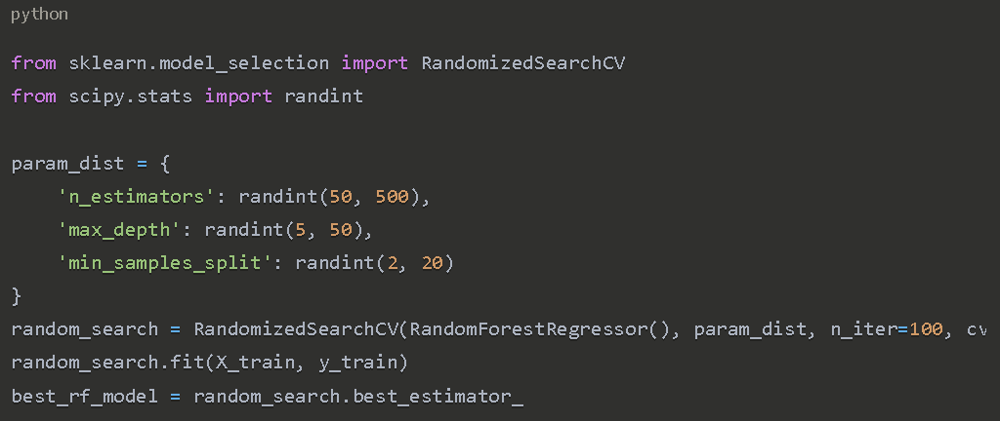 python
from sklearn.model_selection import RandomizedSearchCV
from scipy.stats import randint
param_dist = {
    'n_estimators': randint(50, 500),
    'max_depth': randint(5, 50),
    'min_samples_split': randint(2, 20)
}
random_search = RandomizedSearchCV(RandomForestRegressor(), param_dist, n_iter=100, cv
random_search.fit(X_train, y_train)
best_rf_model = random_search.best_estimator_